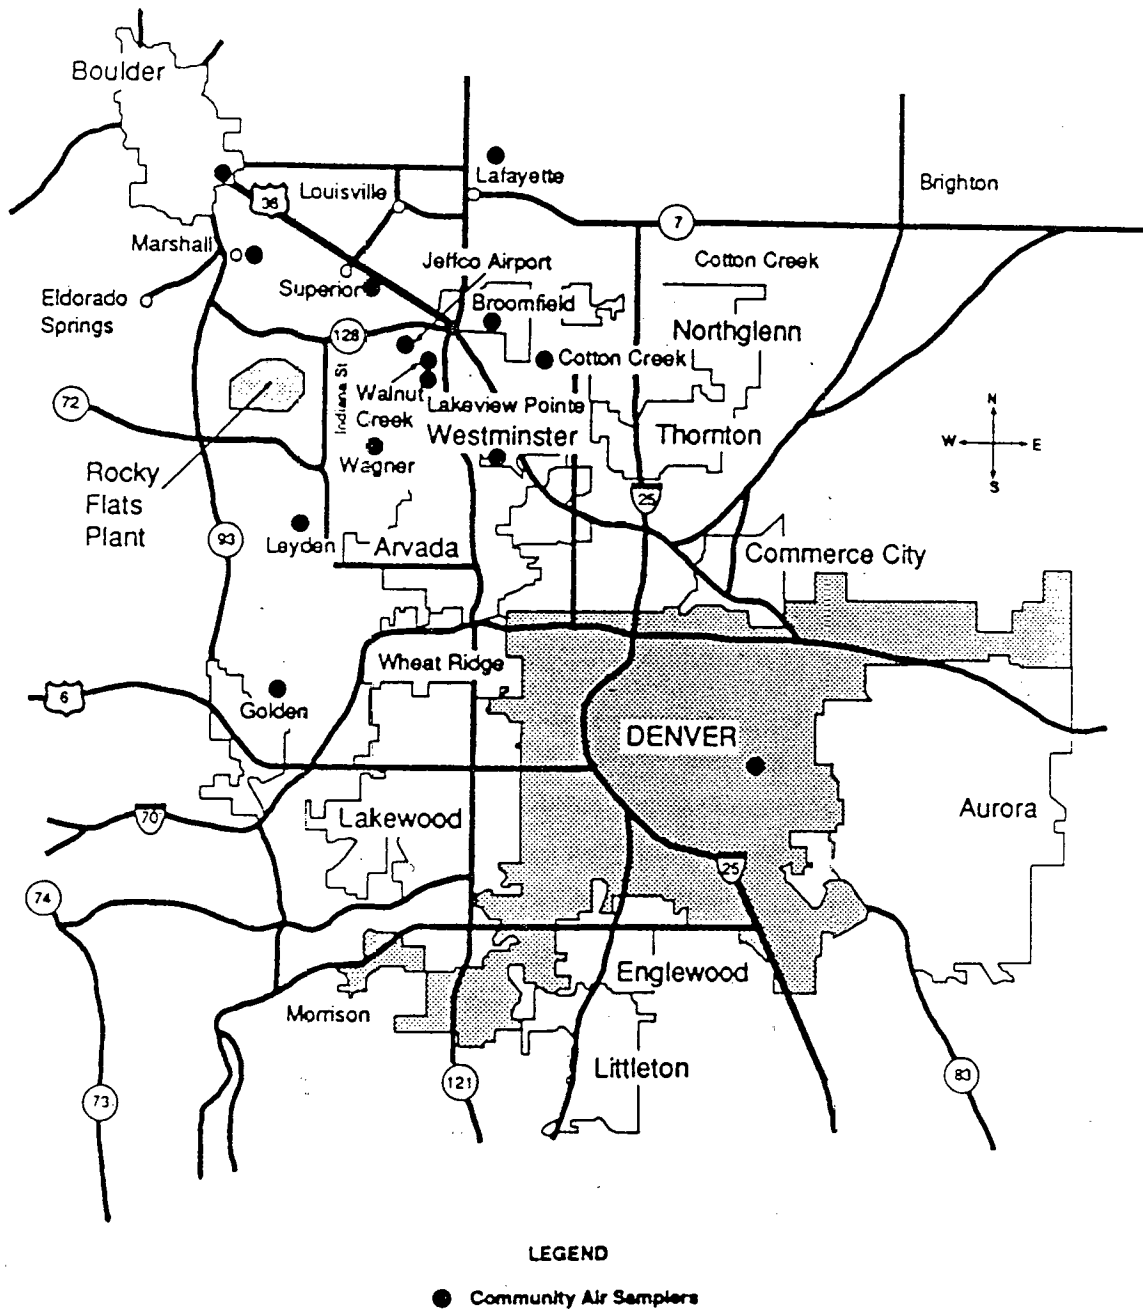 Boulder
Lafayette
Louisville
36
Brighton
7
Marshall
Jeffco Airport
Cotton Creek
Superior
Eldorado
Springs
Broomfield
128
Northglenn
Cotton Creek
Indiana St
Walnut
Creek
72
Lakeview Pointe
Westminster
Thornton
N
W
E
S
Wagner
Rocky
Flats
Plant
25
93
Leyden
Arvada
Commerce City
Wheat Ridge
6
Golden
DENVER
70
Lakewood
Aurora
25
74
Englewood
Morrison
Littleton
121
83
73
LEGEND
Community Air Samplers